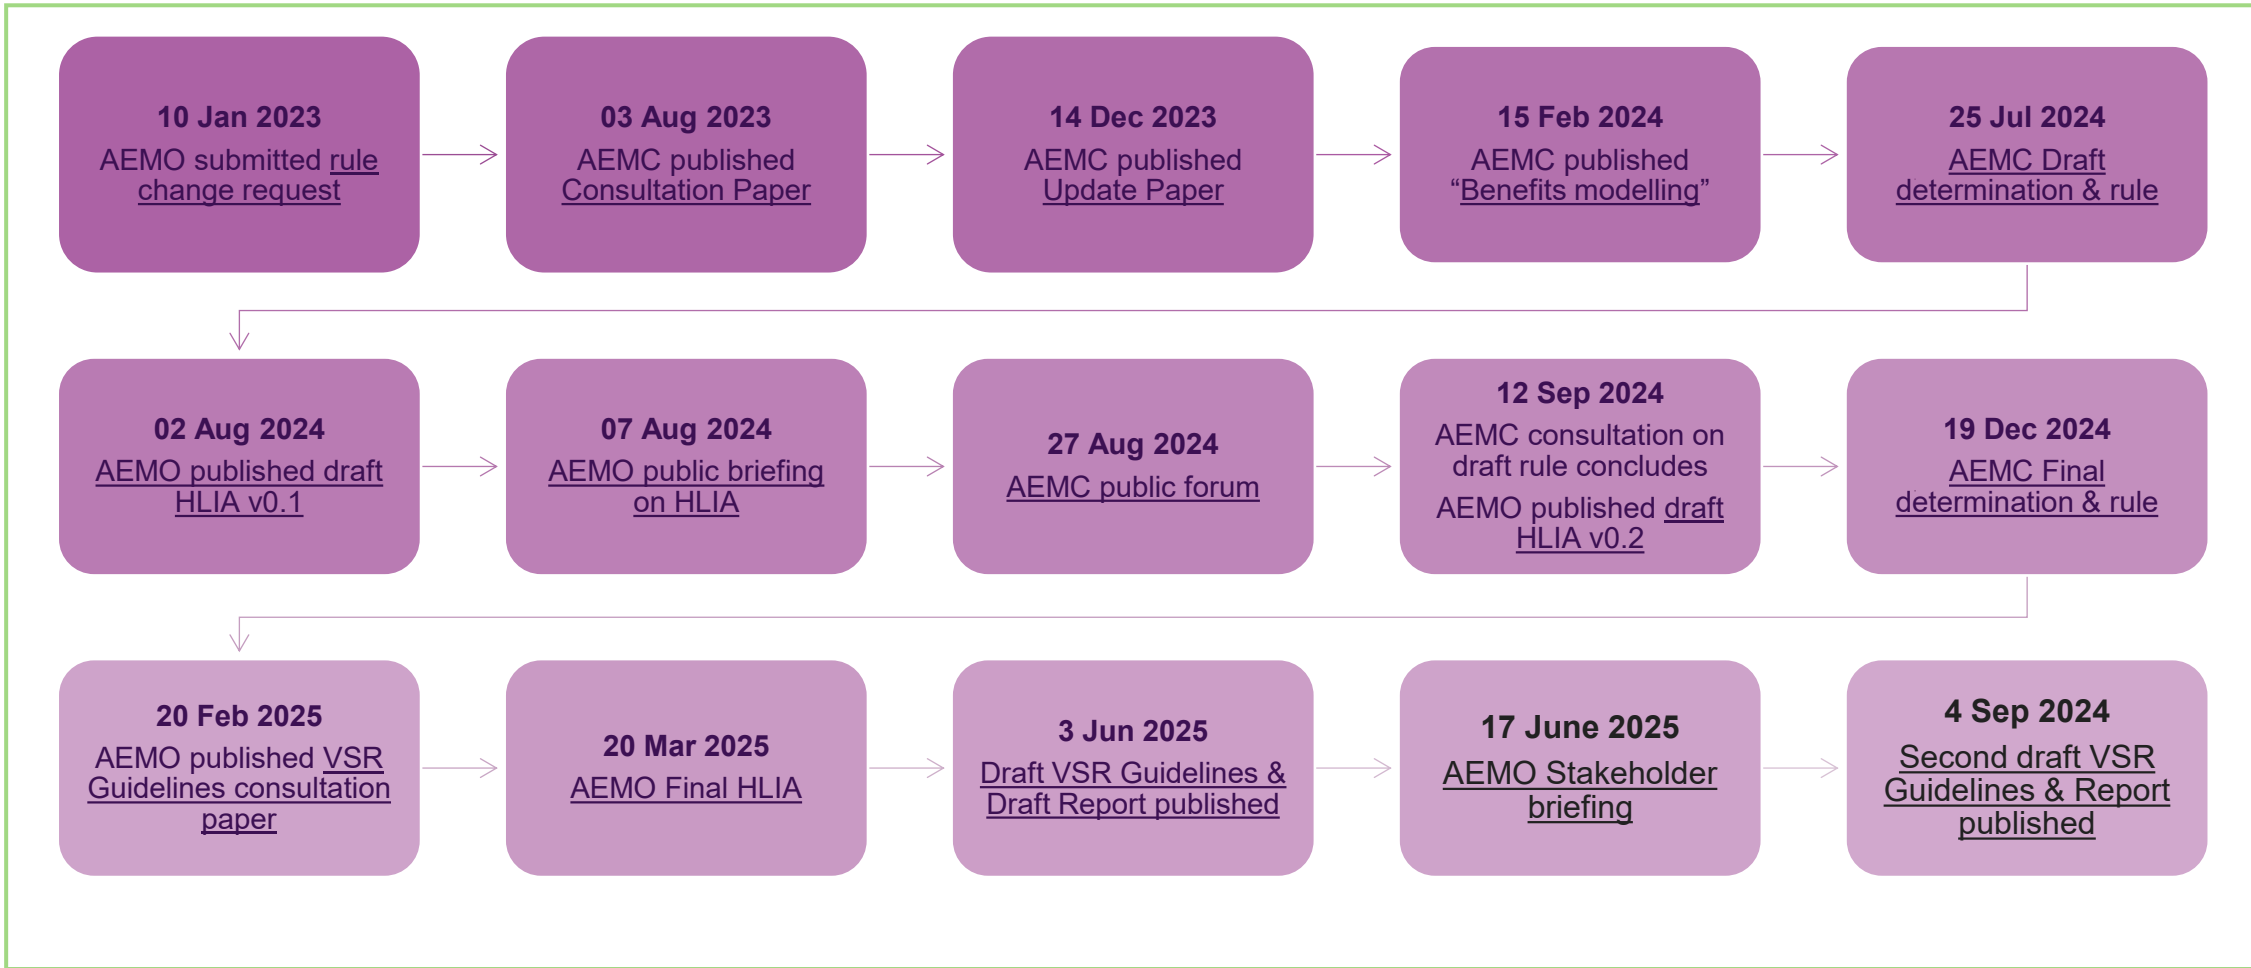 10 Jan 2023
AEMO submitted rule
change request
03 Aug 2023
AEMC published
Consultation Paper
14 Dec 2023
AEMC published
Update Paper
15 Feb 2024
AEMC published
“Benefits modelling”
25 Jul 2024
AEMC Draft
determination & rule
02 Aug 2024
AEMO published draft
HLIA v0.1
07 Aug 2024
AEMO public briefing
on HLIA
27 Aug 2024
AEMC public forum
12 Sep 2024
AEMC consultation on
draft rule concludes
AEMO published draft
HLIA v0.2
19 Dec 2024
AEMC Final
determination & rule
20 Feb 2025
AEMO published VSR
Guidelines consultation
paper
20 Mar 2025
AEMO Final HLIA
3 Jun 2025
Draft VSR Guidelines &
Draft Report published
17 June 2025
AEMO Stakeholder
briefing
4 Sep 2024
Second draft VSR
Guidelines & Report
published